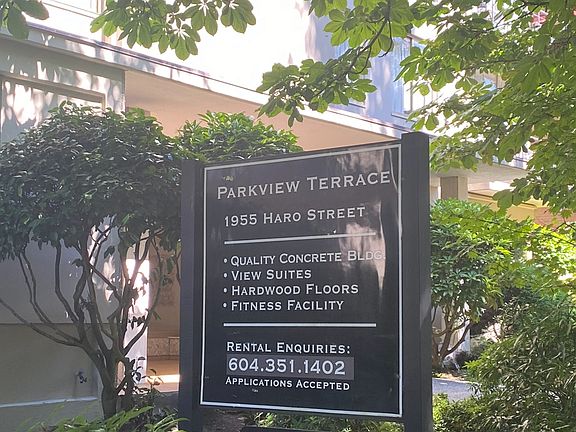 Parkview Terrace
1955 Haro Street
• Quality Concrete Bldg.
• View Suites
• Hardwood Floors
• Fitness Facility
Rental Enquiries:
604.351.1402
Applications Accepted